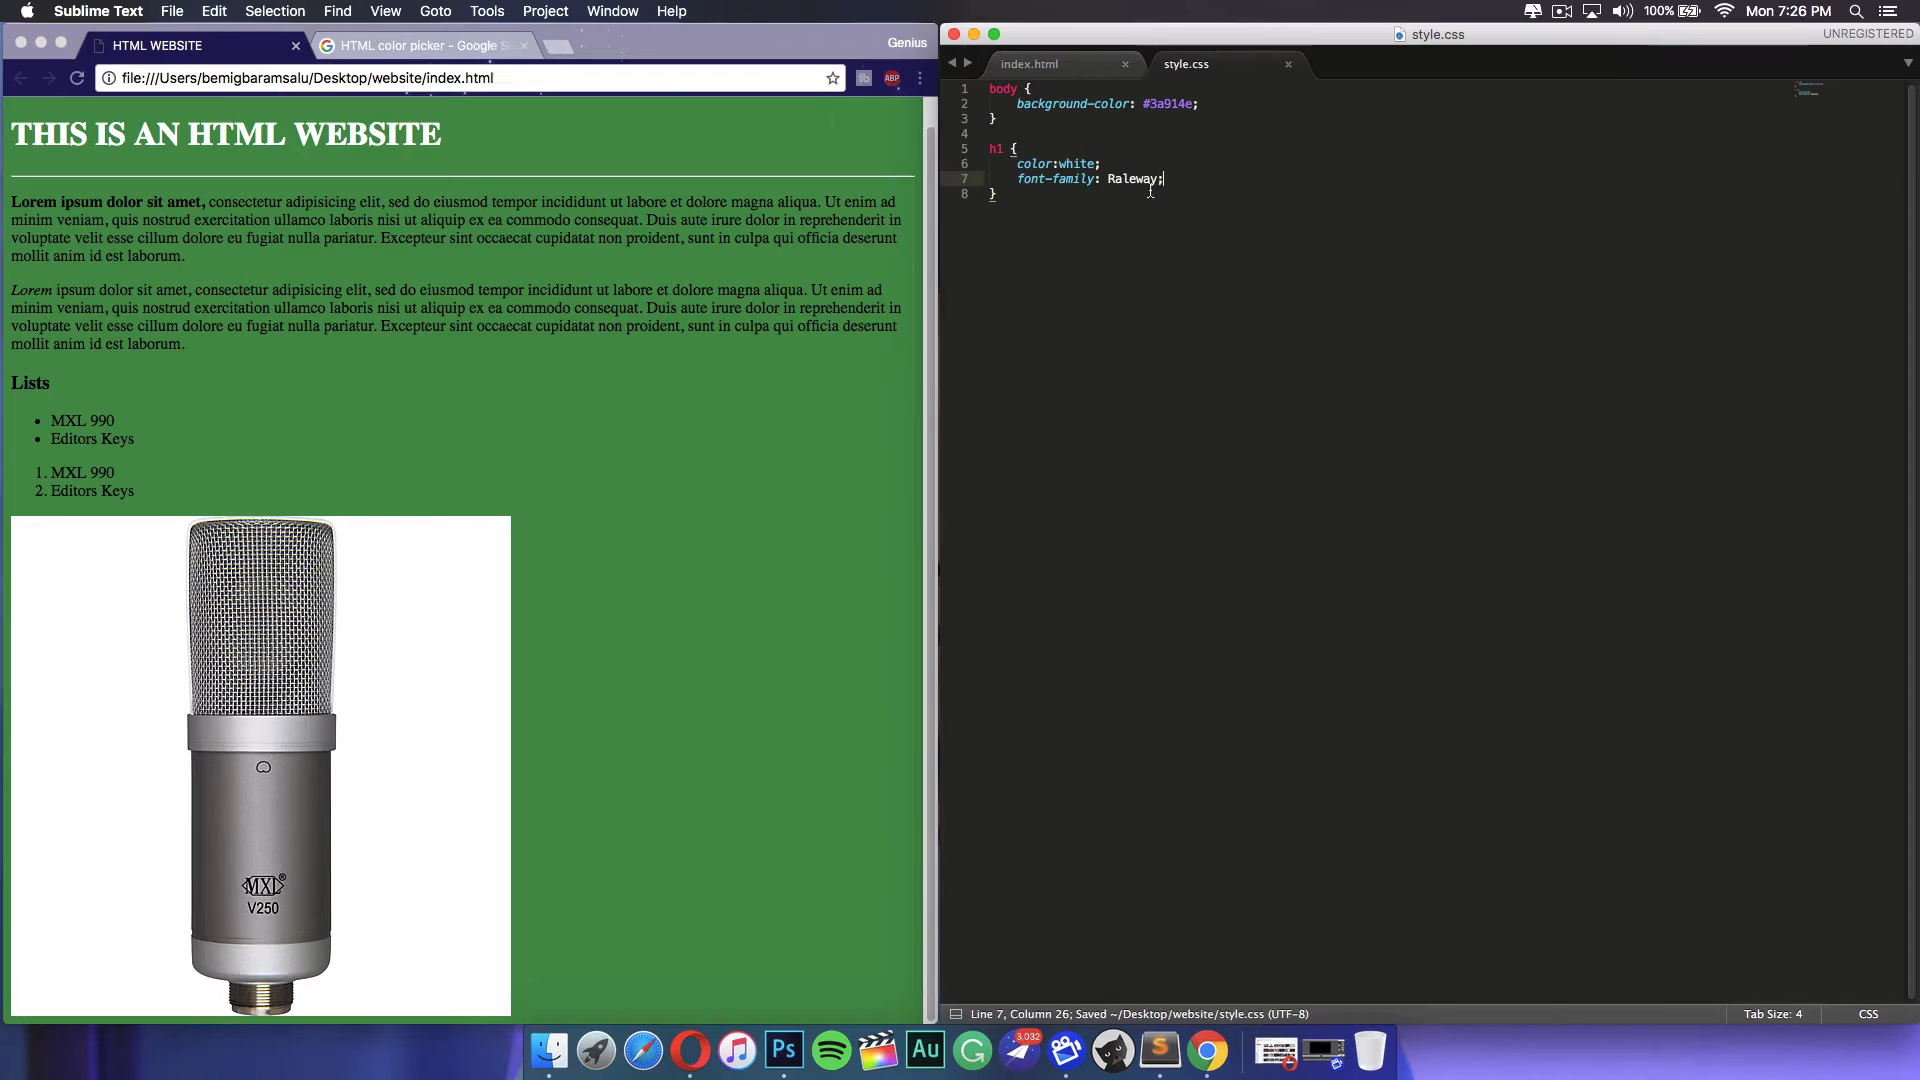 Sublime Text File Edit Selection Find View Goto Tools Project Window Help
100% Mon 7:26 PM
HTML WEBSITE
HTML color picker - Google S
Genius
file:///Users/bemigbaramsalu/Desktop/website/index.html
ABP
THIS IS AN HTML WEBSITE
Lorem ipsum dolor sit amet, consectetur adipisicing elit, sed do eiusmod tempor incididunt ut labore et dolore magna aliqua. Ut enim ad
minim veniam, quis nostrud exercitation ullamco laboris nisi ut aliquip ex ea commodo consequat. Duis aute irure dolor in reprehenderit in
voluptate velit esse cillum dolore eu fugiat nulla pariatur. Excepteur sint occaecat cupidatat non proident, sunt in culpa qui officia deserunt
mollit anim id est laborum.
Lorem ipsum dolor sit amet, consectetur adipisicing elit, sed do eiusmod tempor incididunt ut labore et dolore magna aliqua. Ut enim ad
minim veniam, quis nostrud exercitation ullamco laboris nisi ut aliquip ex ea commodo consequat. Duis aute irure dolor in reprehenderit in
voluptate velit esse cillum dolore eu fugiat nulla pariatur. Excepteur sint occaecat cupidatat non proident, sunt in culpa qui officia deserunt
mollit anim id est laborum.
Lists
• MXL 990
• Editors Keys
1. MXL 990
2. Editors Keys
MXL®
V250
style.css
UNREGISTERED
index.html
style.css
1 body {
2 background-color: #3a914e;
3 }
4
5 h1 {
6 color:white;
7 font-family: Raleway;
8 }
Line 7, Column 26; Saved ~/Desktop/website/style.css (UTF-8)
Tab Size: 4
CSS
Ps
Au
3,032